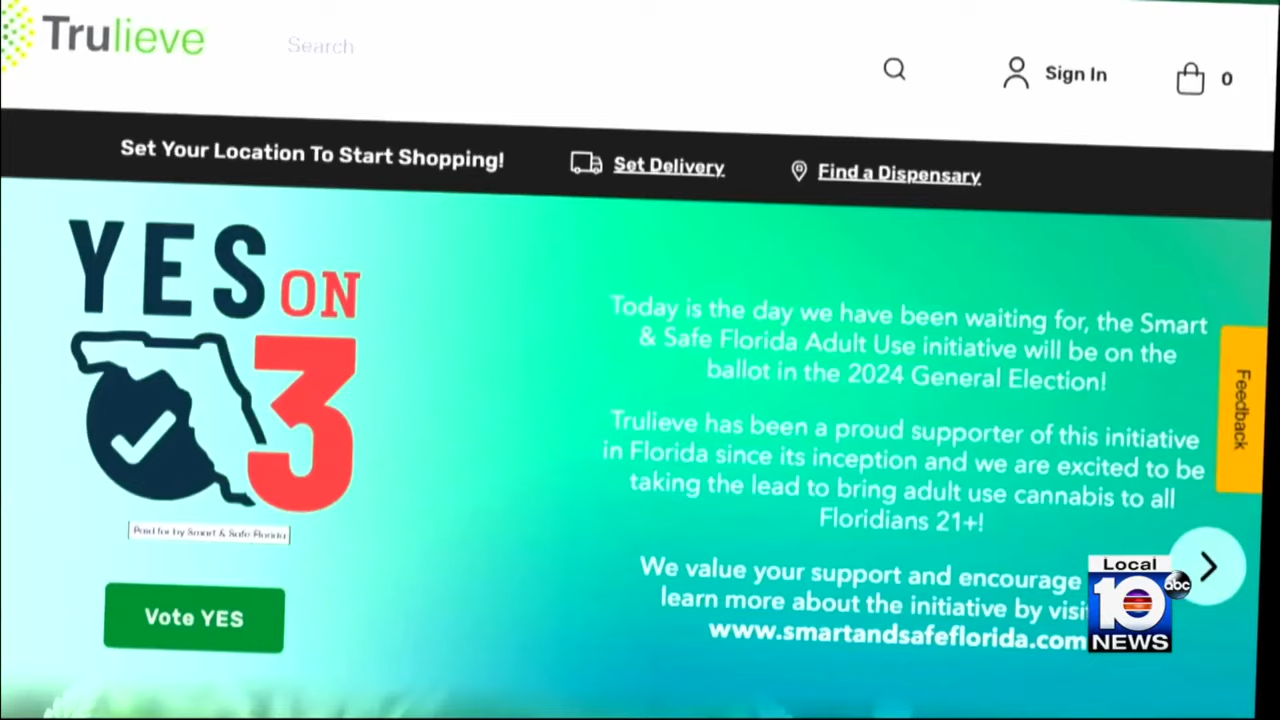 Trulieve
Search
Sign In
0
Set Your Location To Start Shopping!
Set Delivery
Find a Dispensary
YES ON
3
Paid for by Smart & Safe Florida
Vote YES
Today is the day we have been waiting for, the Smart
& Safe Florida Adult Use initiative will be on the
ballot in the 2024 General Election!
Trulieve has been a proud supporter of this initiative
in Florida since its inception and we are excited to be
taking the lead to bring adult use cannabis to all
Floridians 21+!
We value your support and encourage
learn more about the initiative by visi
www.smartandsafeflorida.com
Feedback
Local
10
abc
NEWS